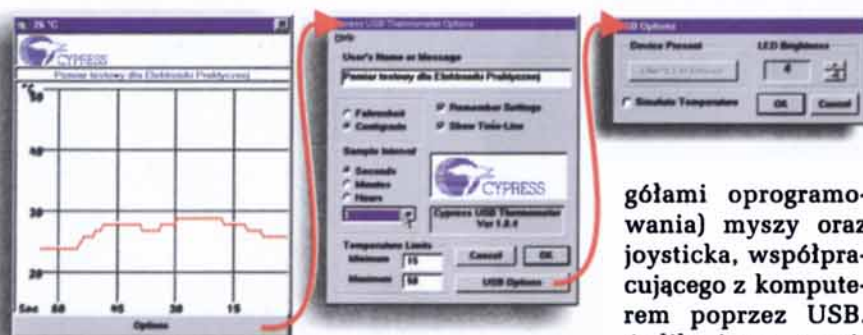 26 °C
CYPRESS
Pomiar testowy dla Elektroniki Praktycznej
°C
50
40
30
20
Sec 60 45 30 15
Options
Cypress USB Thermometer Options
Help
User's Name or Message
Pomiar testowy dla Elektroniki Praktycznej
Fahrenheit
Centigrade
Remember Settings
Show Time-Line
Sample Interval
Seconds
Minutes
Hours
1
CYPRESS
Cypress USB Thermometer
Temperature Limits
Minimum 15
Maximum 50
Cancel OK
USB Options
USB Options
Device Present
LED Brightness
4
Simulate Temperature
OK Cancel
gółami oprogramo-
wania) myszy oraz
joysticka, współpra-
cującego z kompute-
rem poprzez USB.